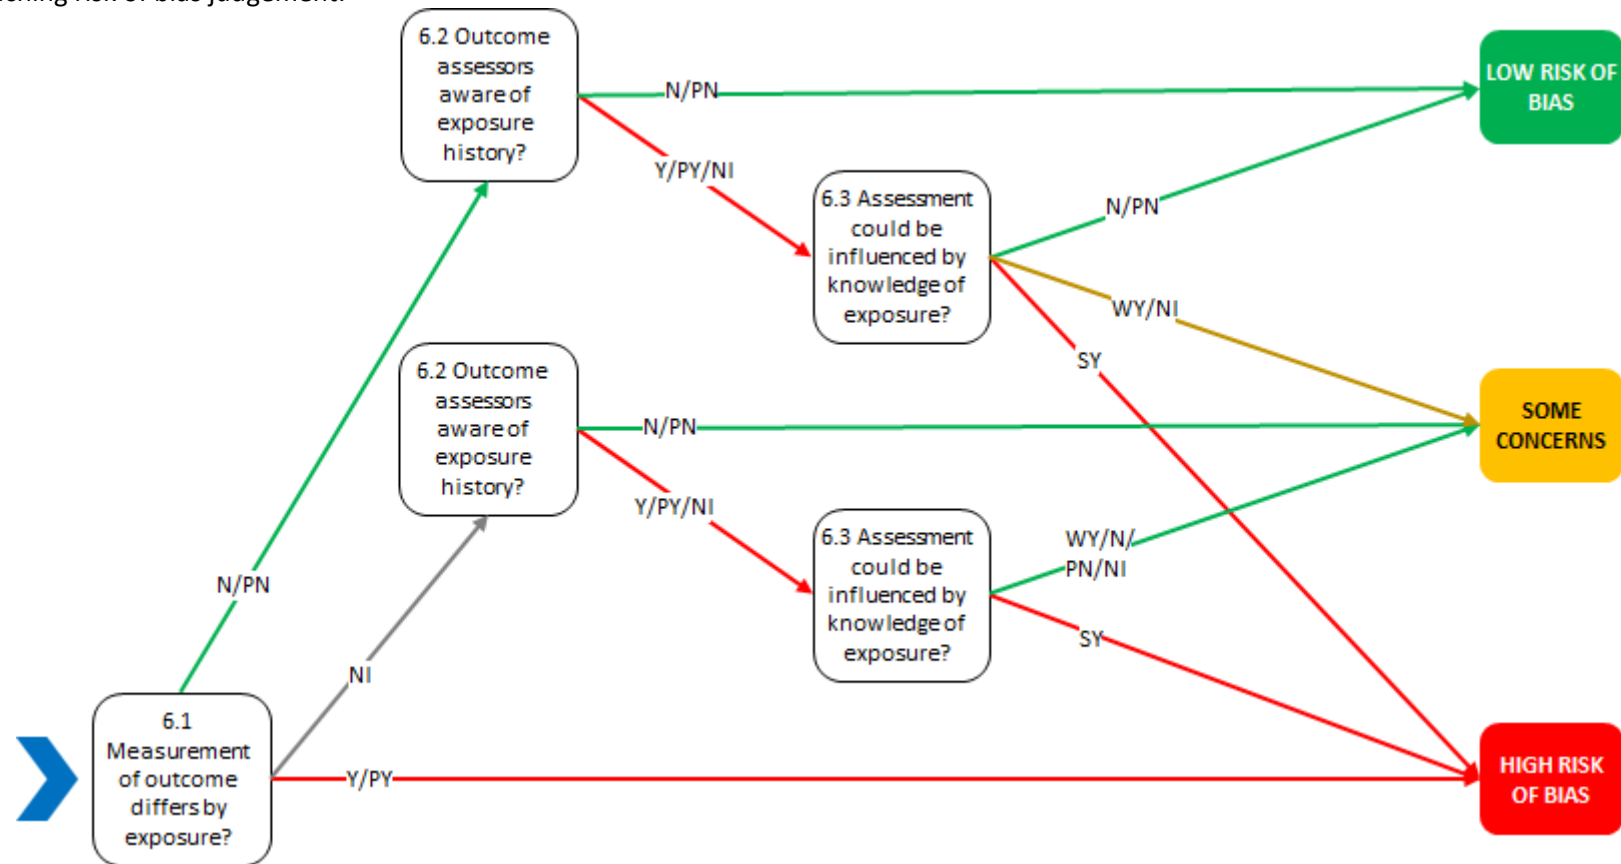 6.2 Outcome
assessors
aware of
exposure
history?
N/PN
LOW RISK OF
BIAS
Y/PY/NI
6.3 Assessment
could be
influenced by
knowledge of
exposure?
N/PN
WY/NI
SY
6.2 Outcome
assessors
aware of
exposure
history?
N/PN
SOME
CONCERNS
Y/PY/NI
6.3 Assessment
could be
influenced by
knowledge of
exposure?
WY/N/
PN/NI
SY
N/PN
NI
6.1
Measurement
of outcome
differs by
exposure?
Y/PY
HIGH RISK
OF BIAS